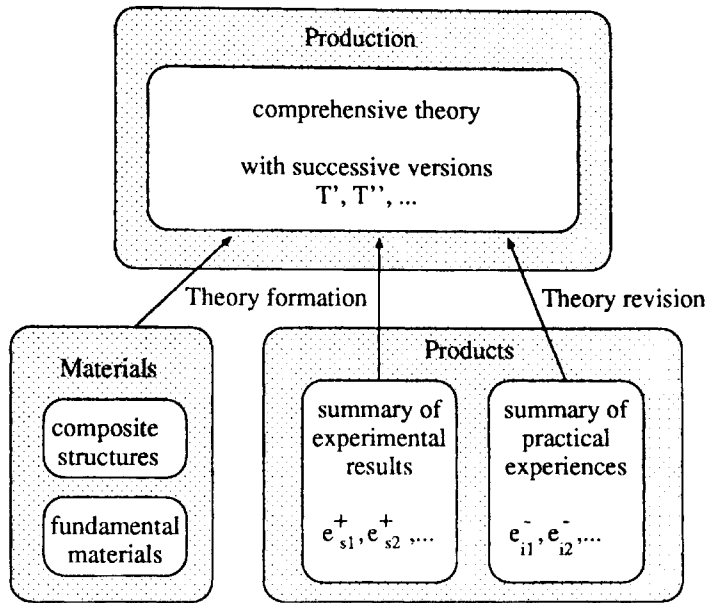 Production
comprehensive theory
with successive versions
T', T'', ...
Theory formation
Theory revision
Materials
composite
structures
fundamental
materials
Products
summary of
experimental
results
e⁺ₛ₁, e⁺ₛ₂ ,...
summary of
practical
experiences
e⁻ᵢ₁, e⁻ᵢ₂,...